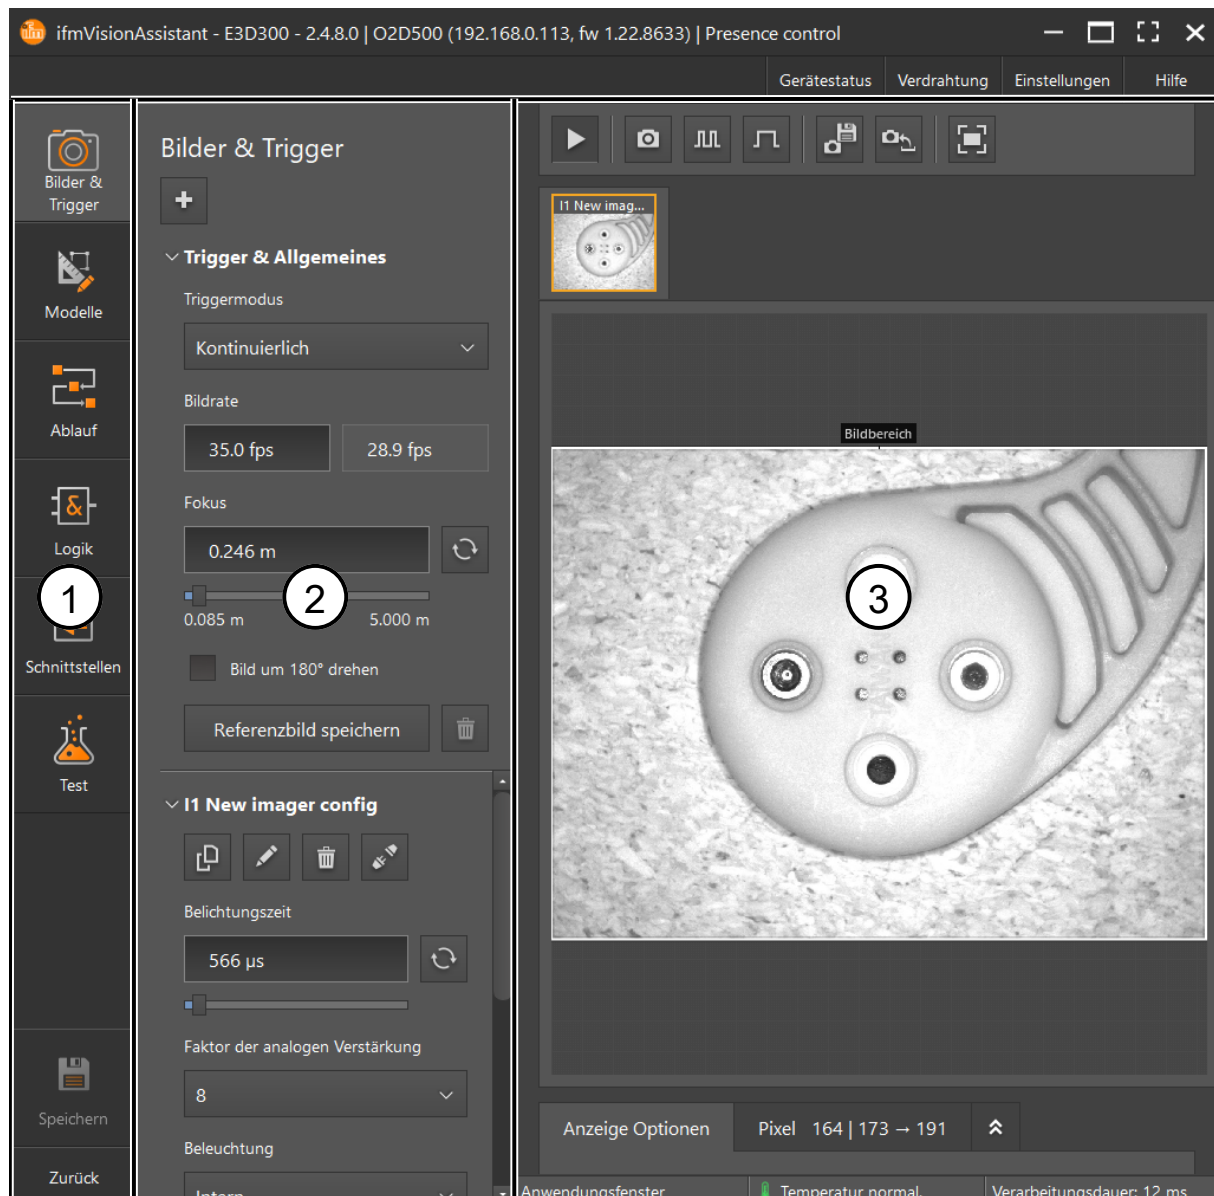 ifm ifmVisionAssistant - E3D300 - 2.4.8.0 | O2D500 (192.168.0.113, fw 1.22.8633) | Presence control
Gerätestatus Verdrahtung Einstellungen Hilfe
Bilder &
Trigger
Modelle
Ablauf
&
Logik
1
Schnittstellen
Test
Speichern
Zurück
Bilder & Trigger
Trigger & Allgemeines
Triggermodus
Kontinuierlich
Bildrate
35.0 fps 28.9 fps
Fokus
0.246 m
2
0.085 m 5.000 m
Bild um 180° drehen
Referenzbild speichern
I1 New imager config
Belichtungszeit
566 µs
Faktor der analogen Verstärkung
8
Beleuchtung
Intern
I1 New imag...
Bildbereich
3
Anzeige Optionen Pixel 164 | 173 → 191
Anwendungsfenster Temperatur normal. Verarbeitungsdauer: 12 ms